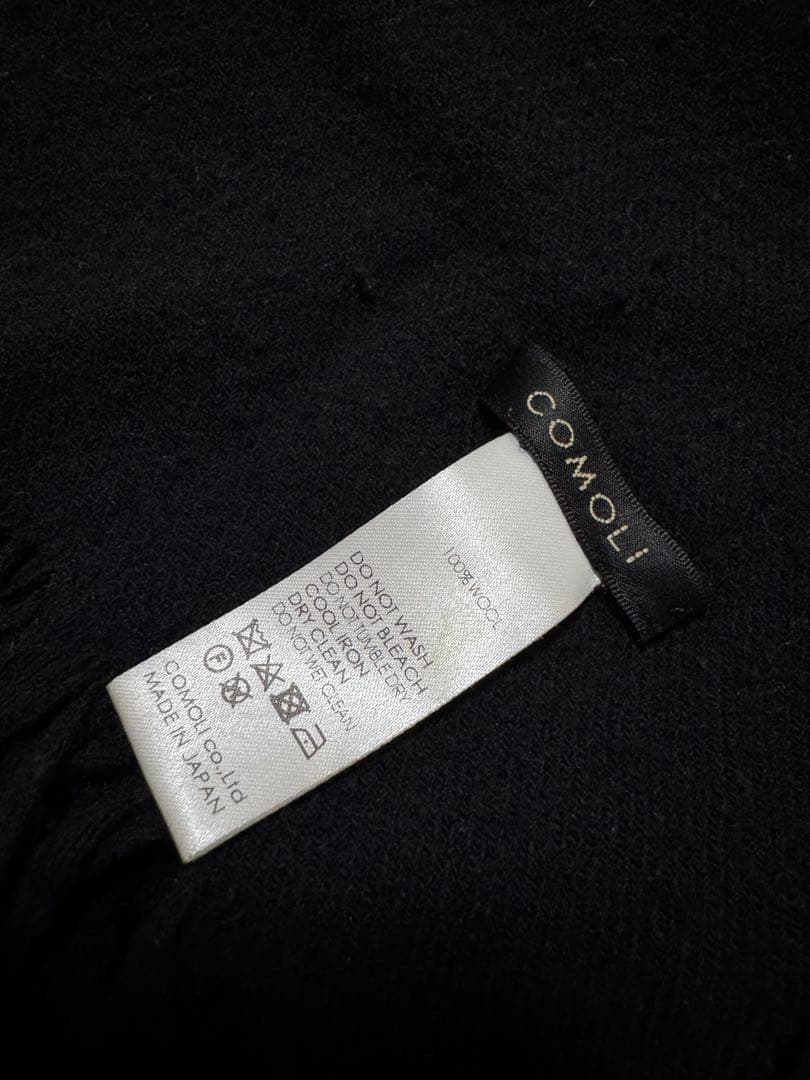 COMOLI
100% WOOL
DO NOT WASH
DO NOT BLEACH
DO NOT TUMBLE DRY
COOL IRON
DRY CLEAN
DO NOT WET CLEAN
F
COMOLI CO.,Ltd
MADE IN JAPAN